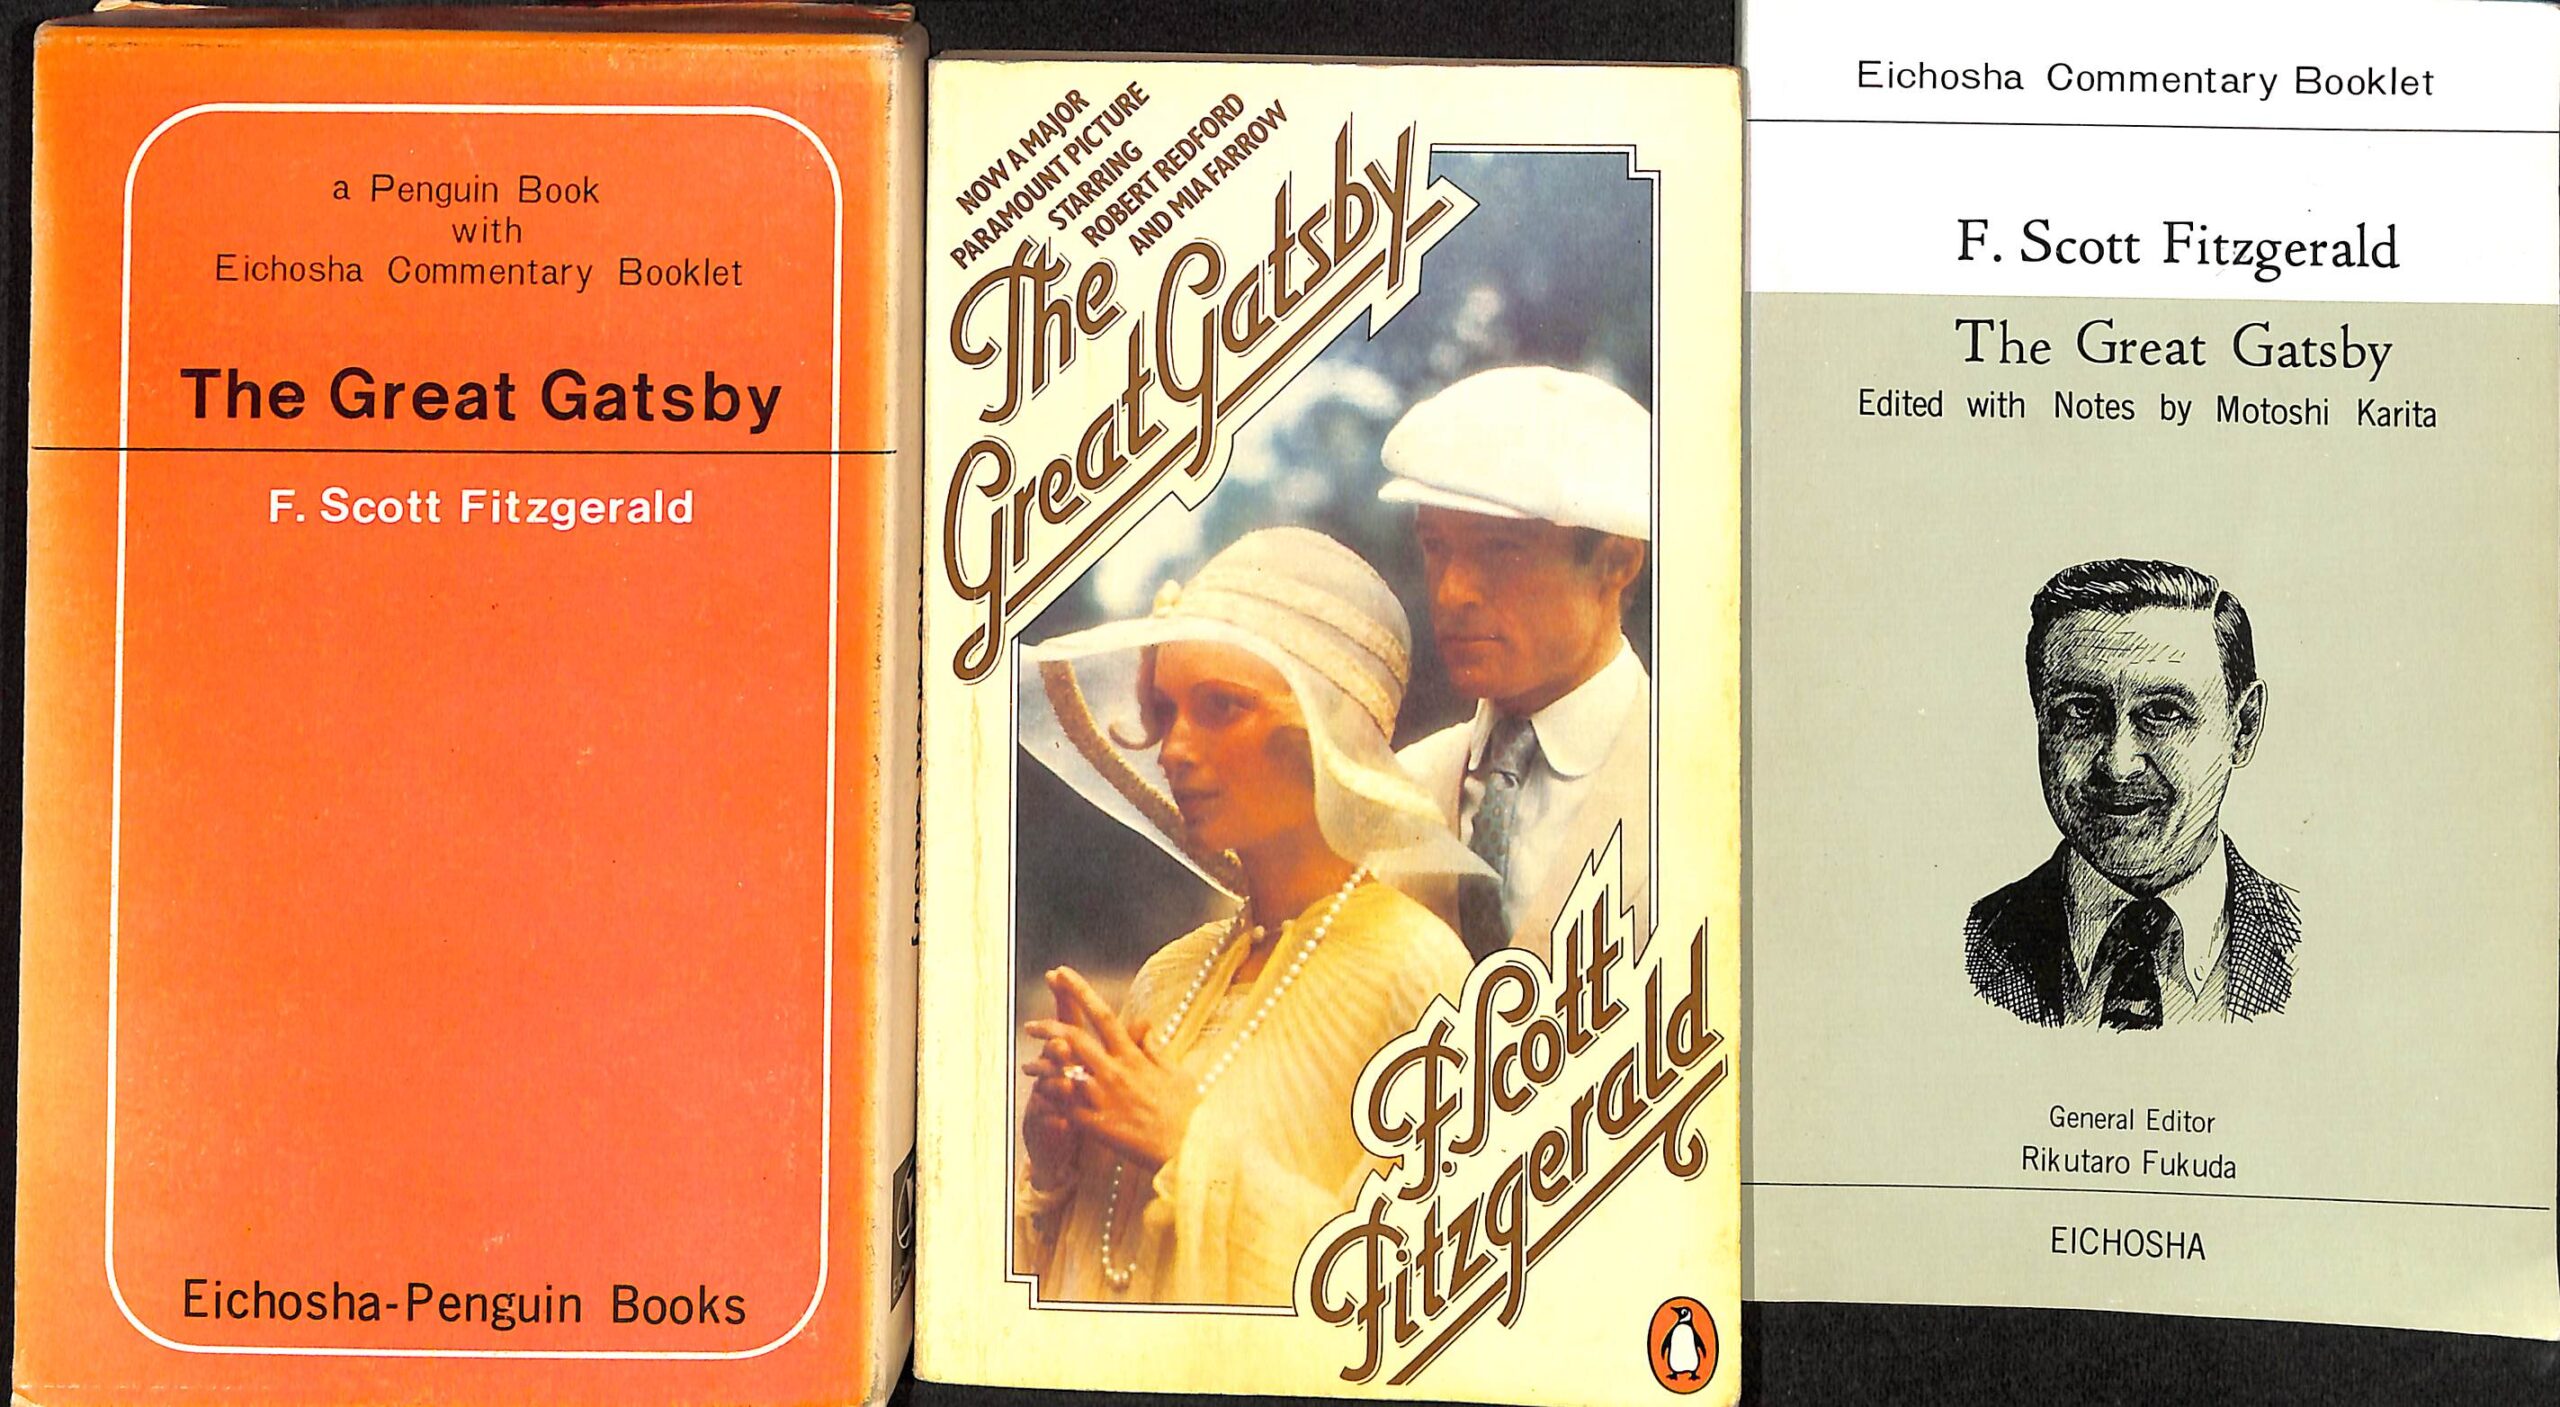 a Penguin Book
with
Eichosha Commentary Booklet
The Great Gatsby
F. Scott Fitzgerald
Eichosha-Penguin Books
NOW A MAJOR
PARAMOUNT PICTURE
STARRING
ROBERT REDFORD
AND MIA FARROW
The
Great Gatsby
F. Scott
Fitzgerald
Eichosha Commentary Booklet
F. Scott Fitzgerald
The Great Gatsby
Edited with Notes by Motoshi Karita
General Editor
Rikutaro Fukuda
EICHOSHA